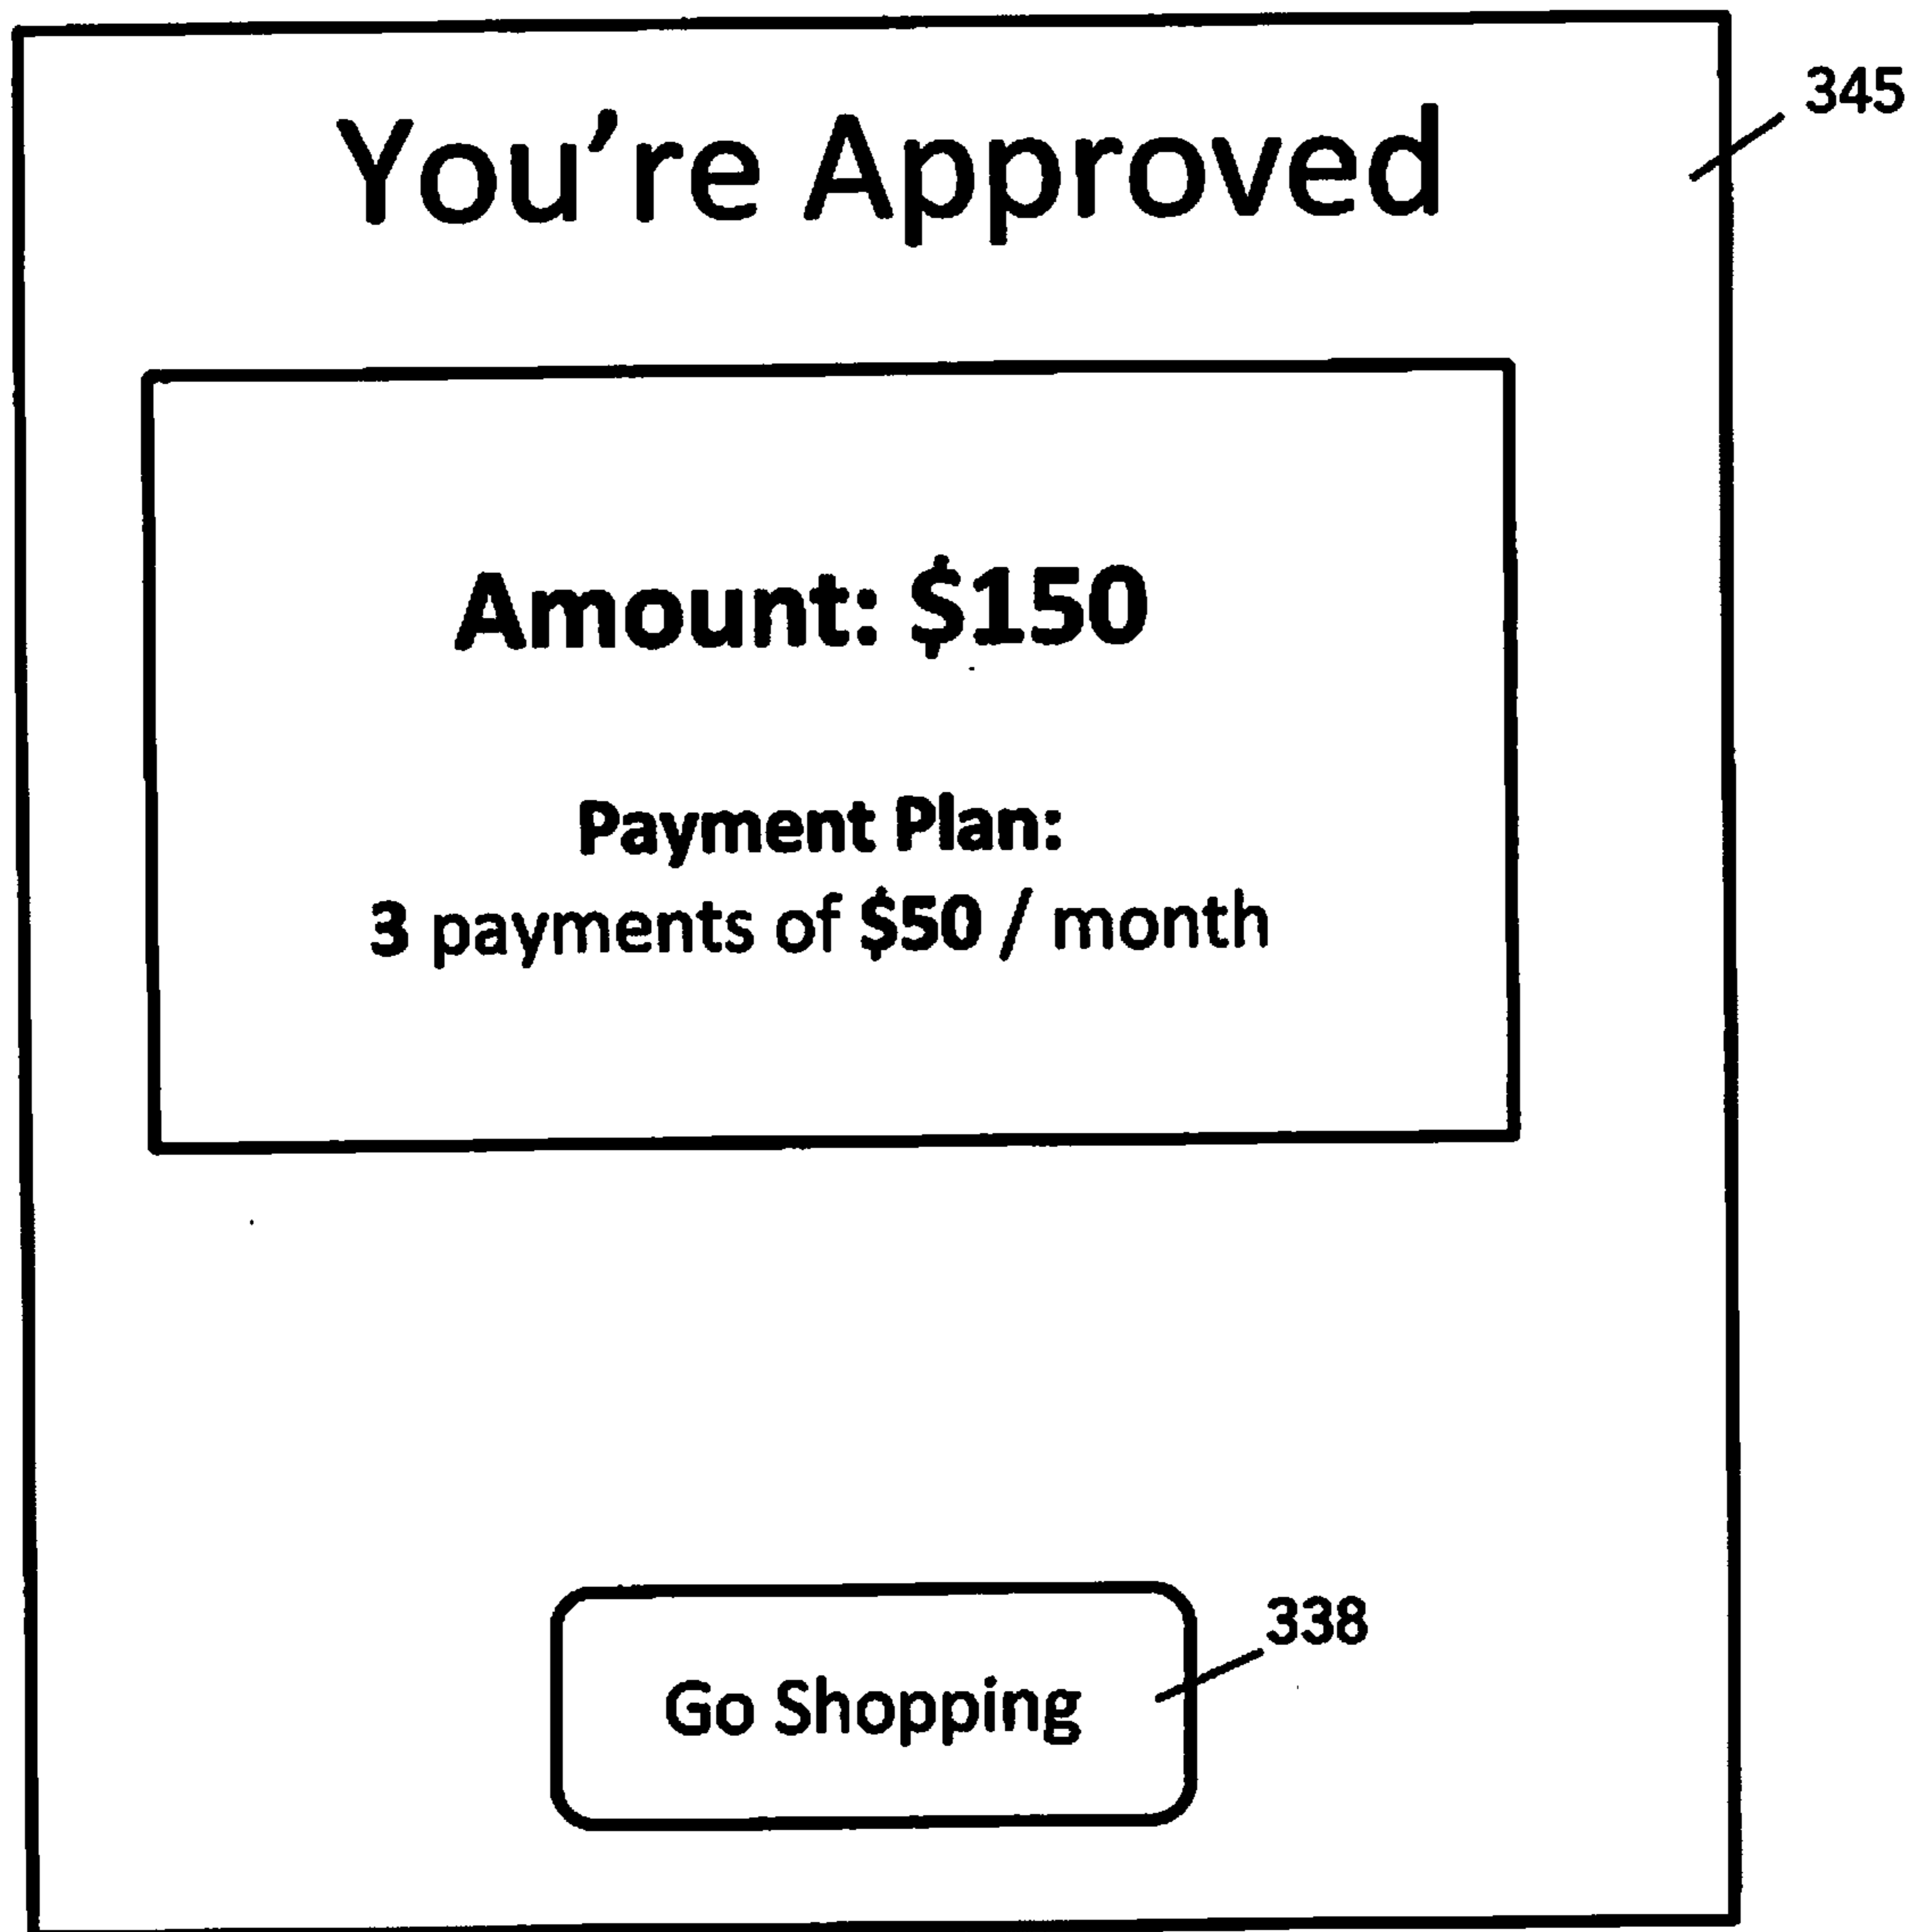 345
You're Approved
Amount: $150
Payment Plan:
3 payments of $50 / month
338
Go Shopping